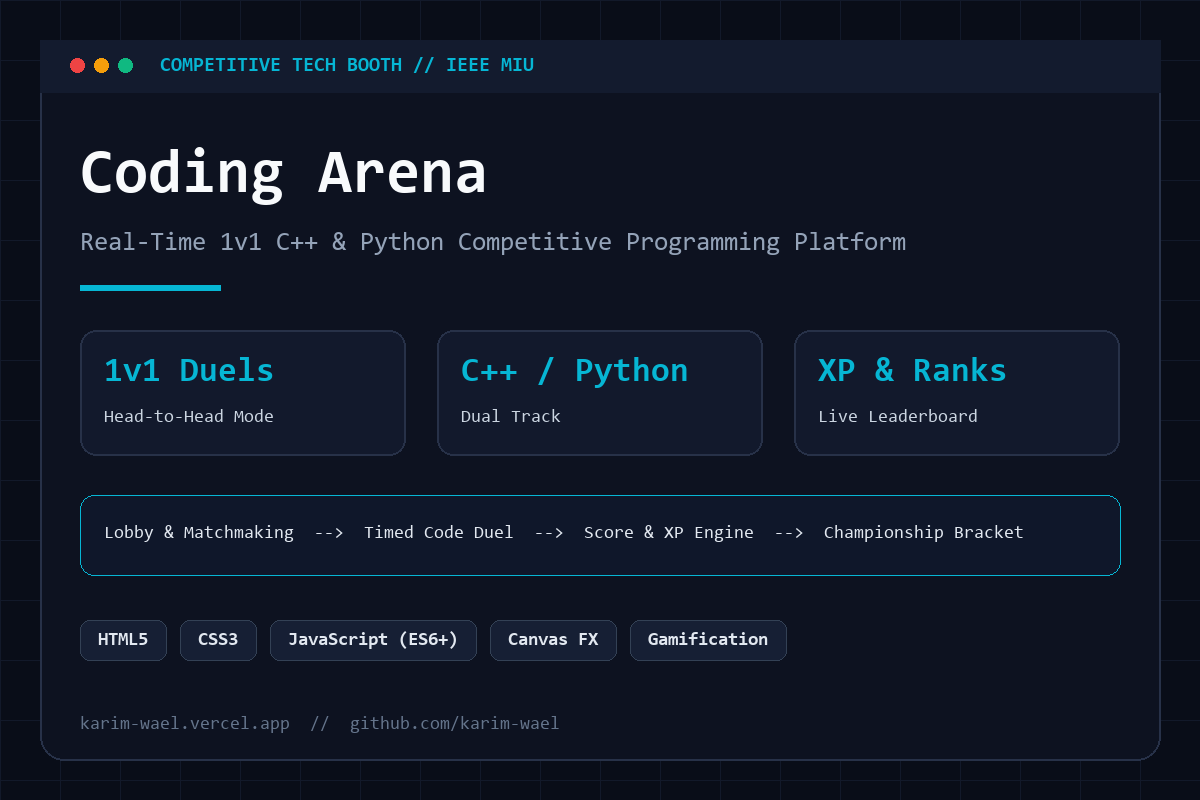 COMPETITIVE TECH BOOTH // IEEE MIU
Coding Arena
Real-Time 1v1 C++ & Python Competitive Programming Platform
1v1 Duels
Head-to-Head Mode
C++ / Python
Dual Track
XP & Ranks
Live Leaderboard
Lobby & Matchmaking --> Timed Code Duel --> Score & XP Engine --> Championship Bracket
HTML5 CSS3 JavaScript (ES6+) Canvas FX Gamification
karim-wael.vercel.app // github.com/karim-wael